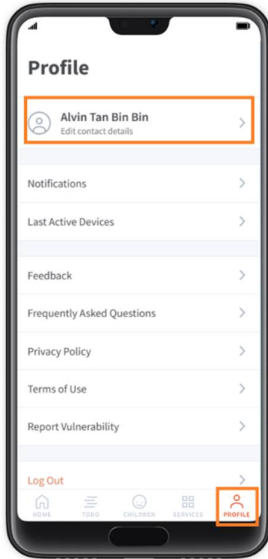 Profile
Alvin Tan Bin Bin
Edit contact details
Notifications
Last Active Devices
Feedback
Frequently Asked Questions
Privacy Policy
Terms of Use
Report Vulnerability
Log Out
HOME TODO CHILDREN SERVICES PROFILE